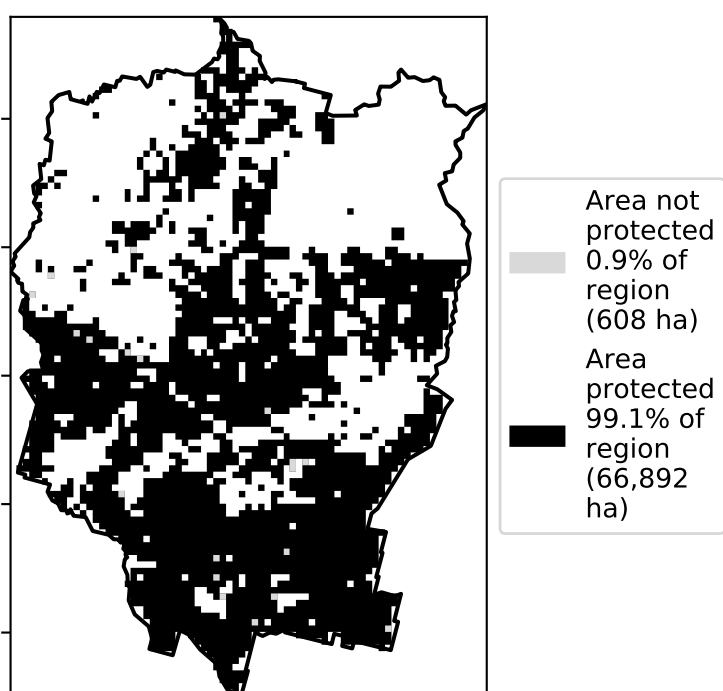 Area not
protected
0.9% of
region
(608 ha)
Area
protected
99.1% of
region
(66,892
ha)